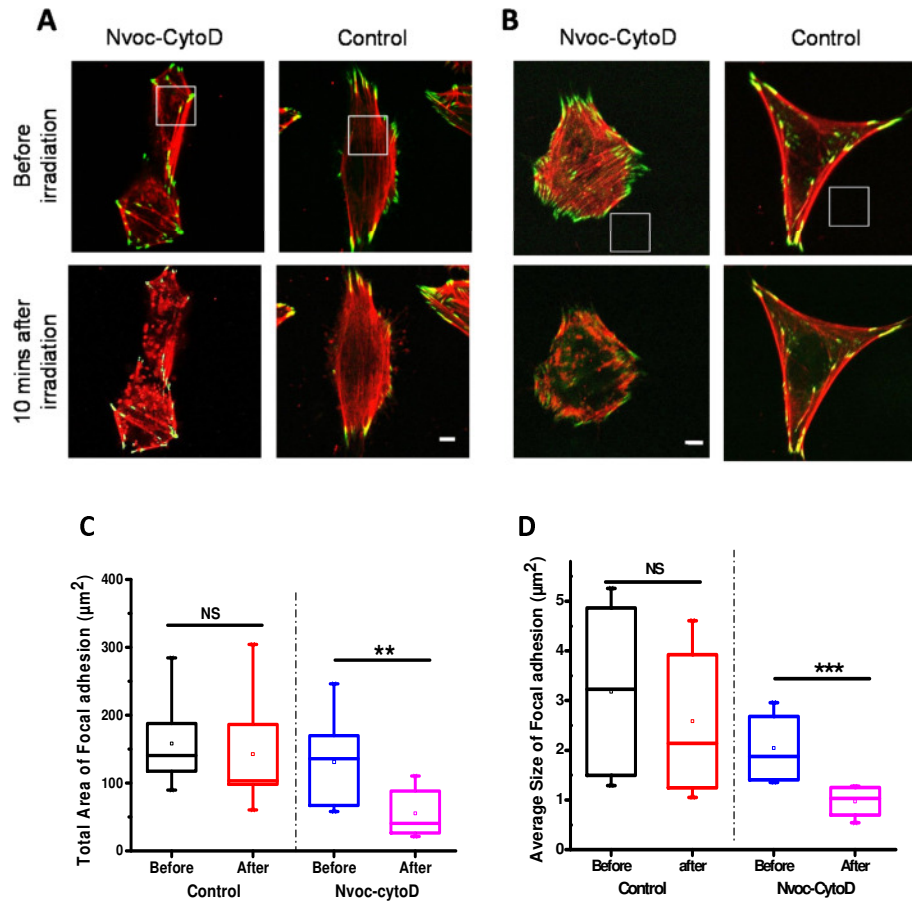 A
B
Nvoc-CytoD
Control
Nvoc-CytoD
Control
Before
irradiation
10 mins after
irradiation
C
D
Total Area of Focal adhesion (µm²)
400
300
200
100
0
NS
**
Before
After
Before
After
Control
Nvoc-cytoD
Average Size of Focal adhesion (µm²)
5
4
3
2
1
0
NS
***
Before
after
Before
After
Control
Nvoc-CytoD